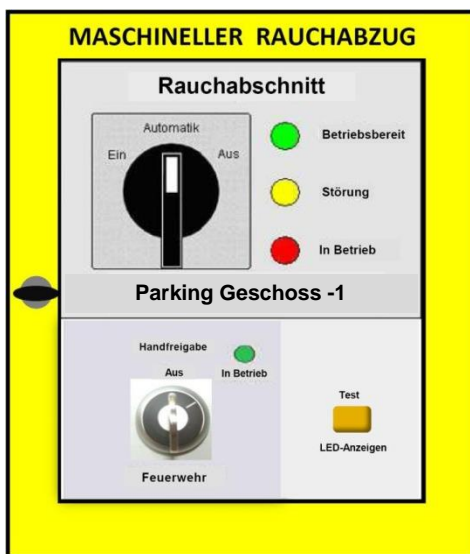 MASCHINELLER RAUCHABZUG
Rauchabschnitt
Automatik
Ein
Aus
Betriebsbereit
Störung
In Betrieb
Parking Geschoss -1
Handfreigabe
Aus
In Betrieb
Feuerwehr
Test
LED-Anzeigen